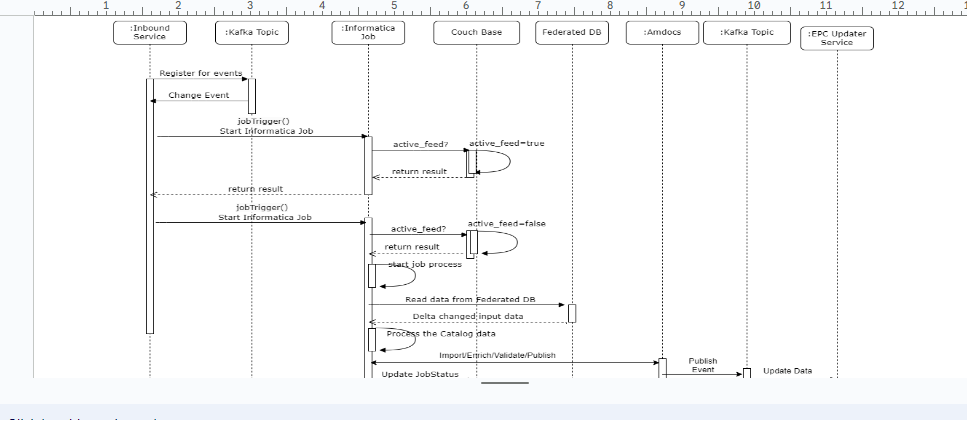 1 2 3 4 5 6 7 8 9 10 11 12
:Inbound
Service
:Kafka Topic
:Informatica
Job
Couch Base
Federated DB
:Amdocs
:Kafka Topic
:EPC Updater
Service
Register for events
Change Event
jobTrigger()
Start Informatica Job
active_feed?
active_feed=true
return result
return result
jobTrigger()
Start Informatica Job
active_feed?
active_feed=false
return result
start job process
Read data from Federated DB
Delta changed input data
Process the Catalog data
Import/Enrich/Validate/Publish
Publish
Event
Update Data
Update JobStatus